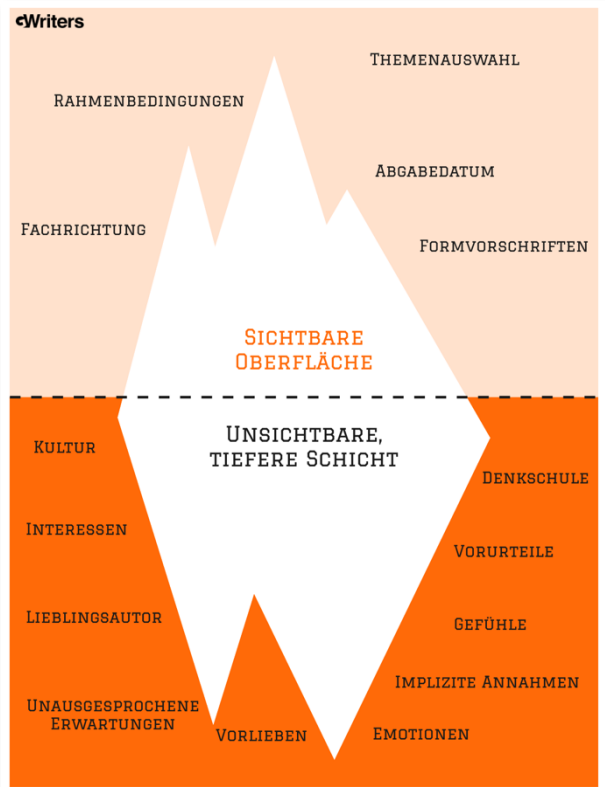 cWriters
Themenauswahl
Rahmenbedingungen
Abgabedatum
Fachrichtung
Formvorschriften
Sichtbare
Oberfläche
Unsichtbare,
tiefere Schicht
Kultur
Denkschule
Interessen
Vorurteile
Lieblingsautor
Gefühle
Implizite Annahmen
Unausgesprochene
Erwartungen
Vorlieben
Emotionen